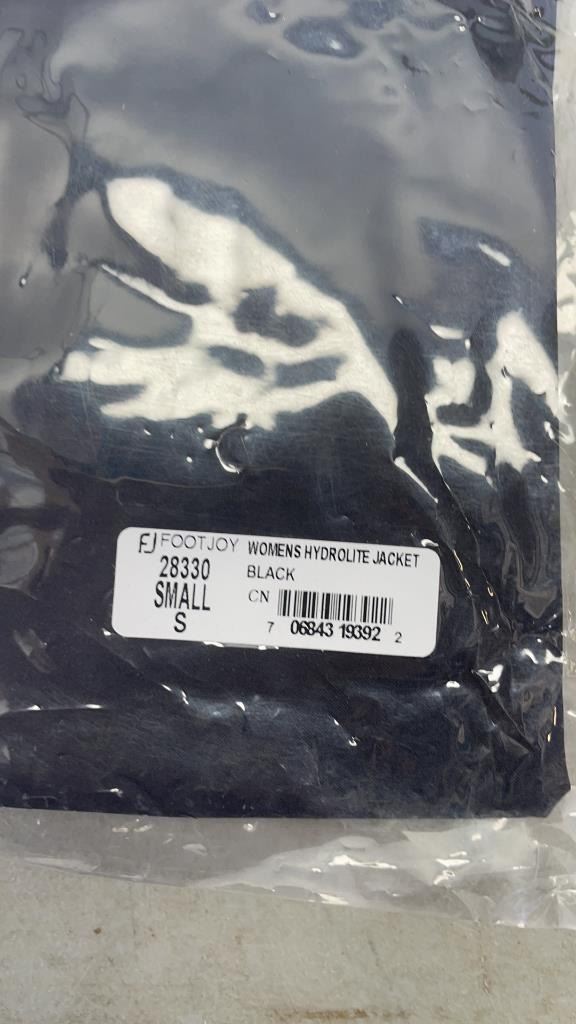 FJ FOOTJOY WOMENS HYDROLITE JACKET
28330 BLACK
SMALL CN
S 7 06843 19392 2